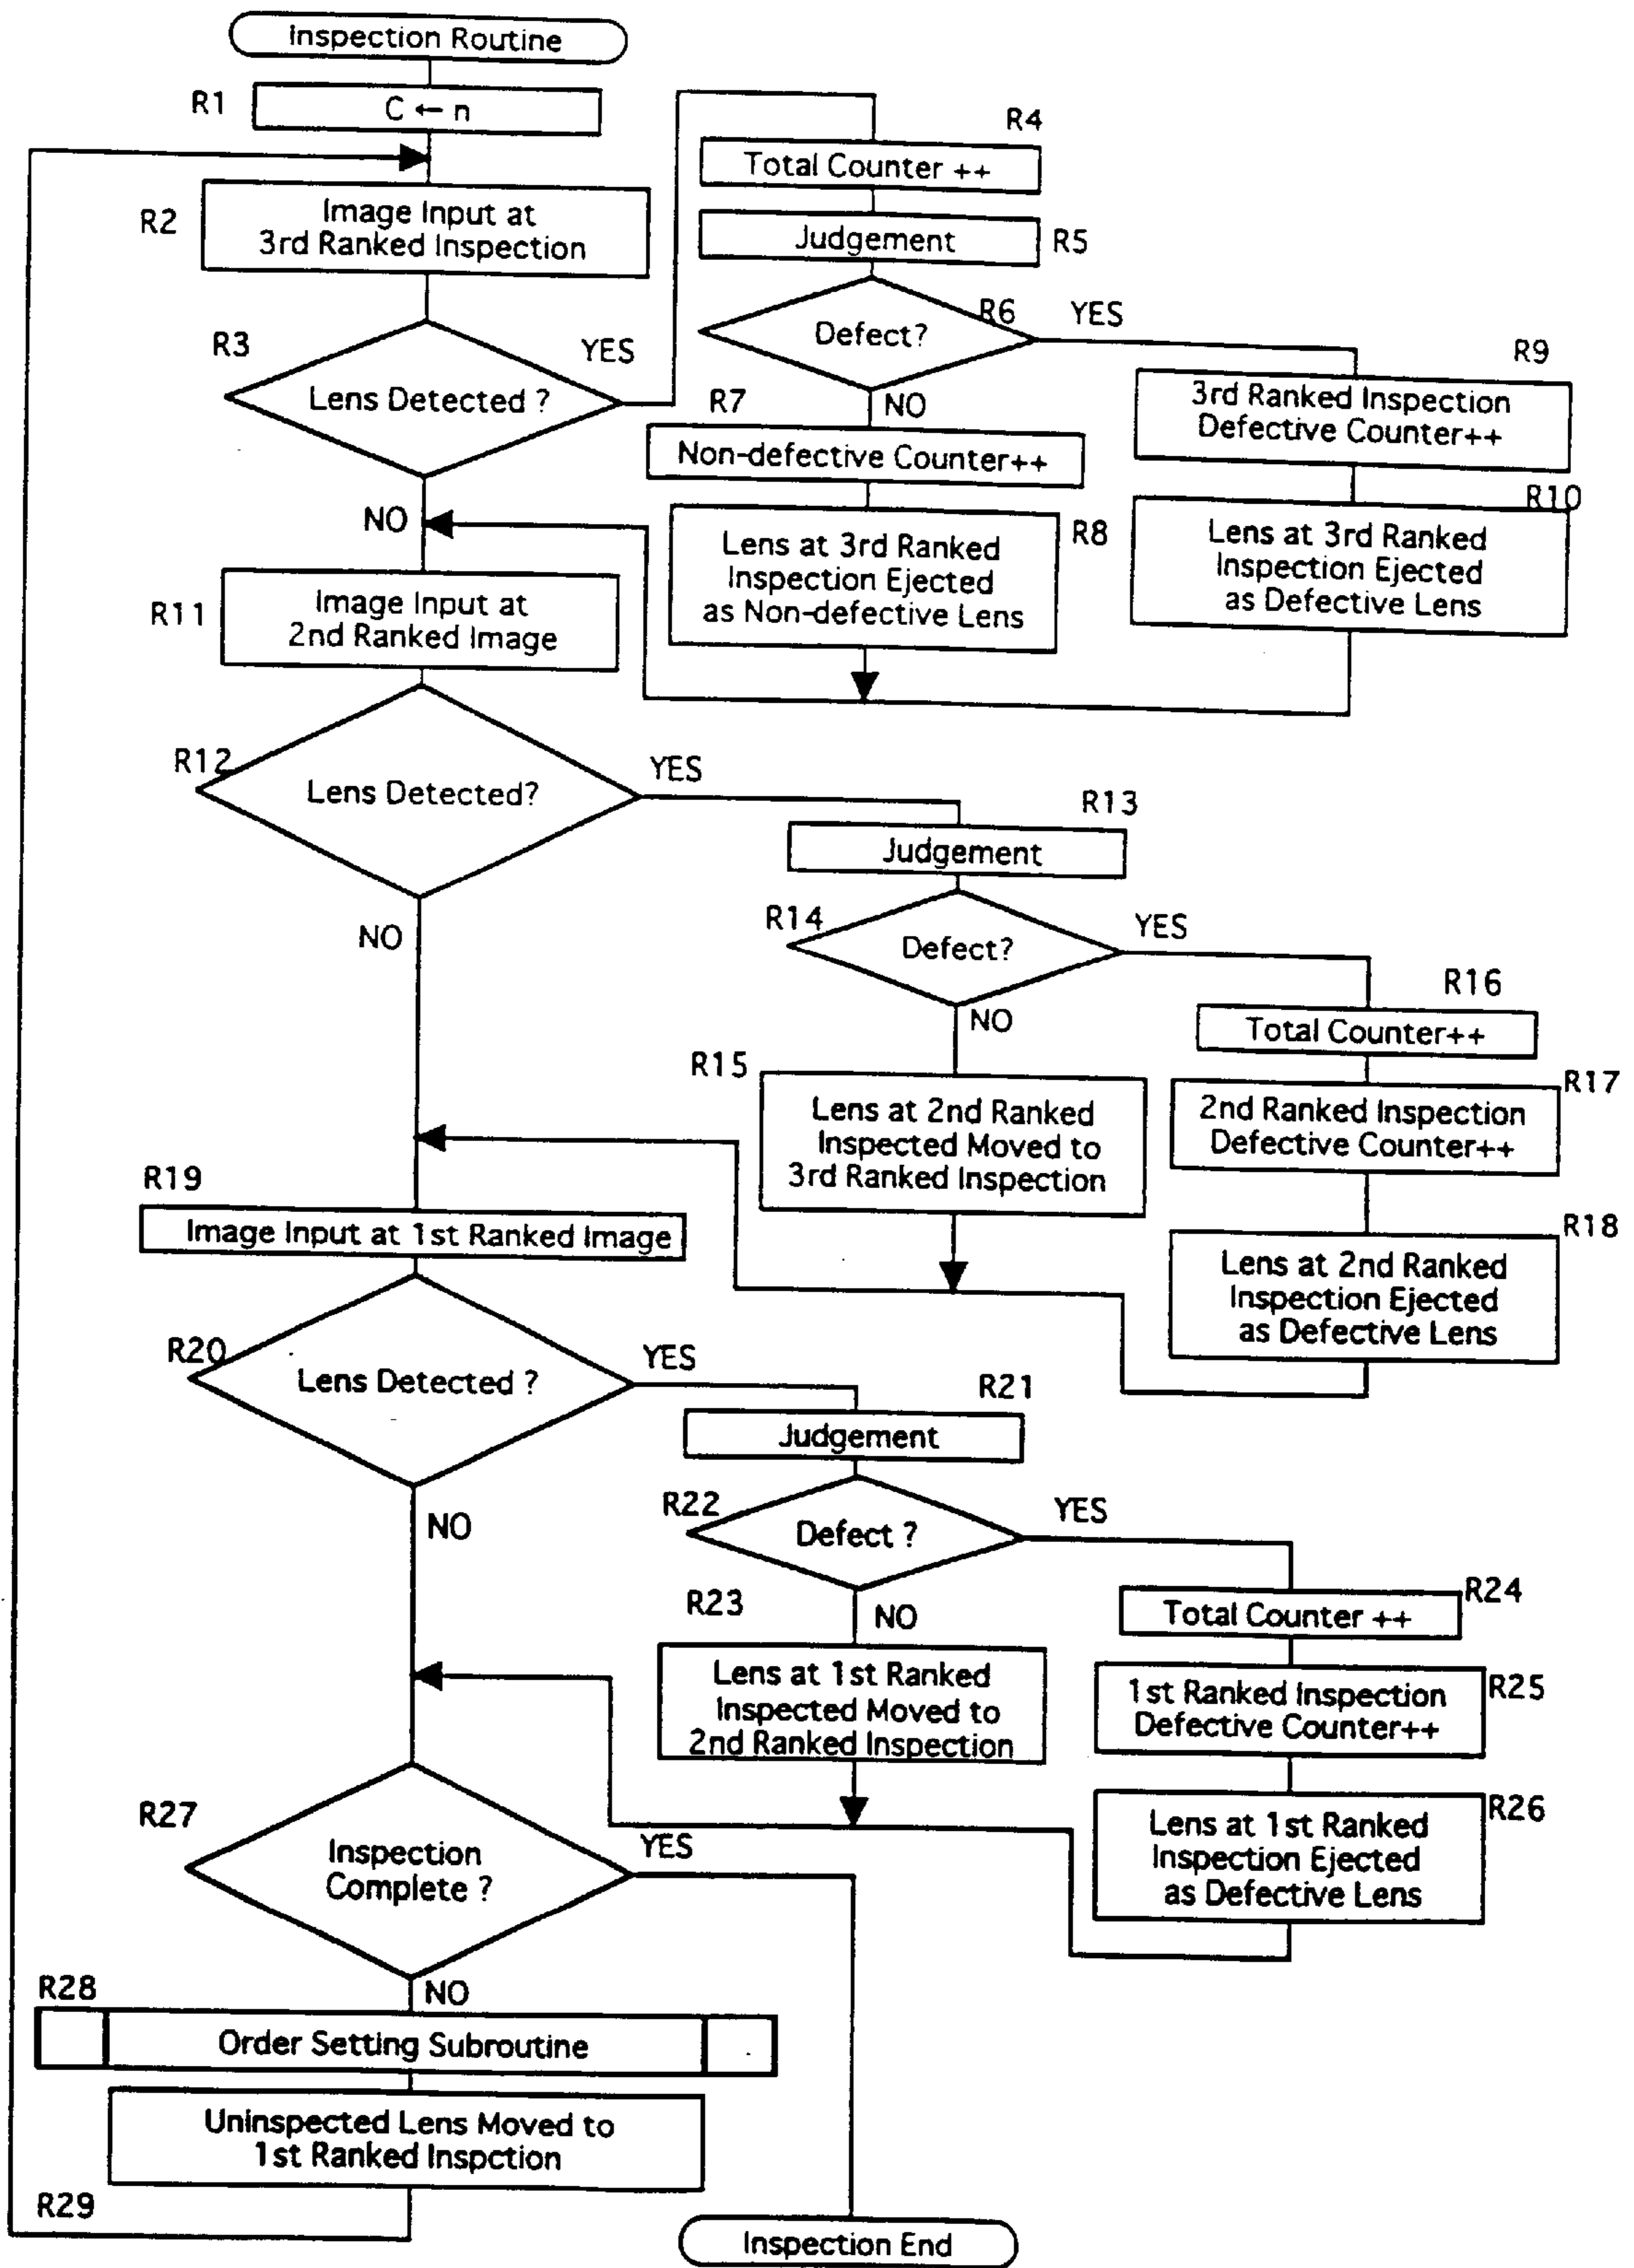 Inspection Routine
R1
C ← n
R2
Image Input at
3rd Ranked Inspection
R3
Lens Detected ?
YES
NO
R4
Total Counter ++
Judgement
R5
Defect?
R6
YES
NO
R7
Non-defective Counter++
Lens at 3rd Ranked
Inspection Ejected
as Non-defective Lens
R8
R9
3rd Ranked Inspection
Defective Counter++
R10
Lens at 3rd Ranked
Inspection Ejected
as Defective Lens
R11
Image Input at
2nd Ranked Image
R12
Lens Detected?
YES
NO
R13
Judgement
R14
Defect?
YES
NO
R15
Lens at 2nd Ranked
Inspected Moved to
3rd Ranked Inspection
R16
Total Counter++
R17
2nd Ranked Inspection
Defective Counter++
R18
Lens at 2nd Ranked
Inspection Ejected
as Defective Lens
R19
Image Input at 1st Ranked Image
R20
Lens Detected ?
YES
NO
R21
Judgement
R22
Defect ?
YES
NO
R23
Lens at 1st Ranked
Inspected Moved to
2nd Ranked Inspection
R24
Total Counter ++
R25
1st Ranked Inspection
Defective Counter++
R26
Lens at 1st Ranked
Inspection Ejected
as Defective Lens
R27
Inspection
Complete ?
YES
NO
R28
Order Setting Subroutine
Uninspected Lens Moved to
1st Ranked Inspction
R29
Inspection End